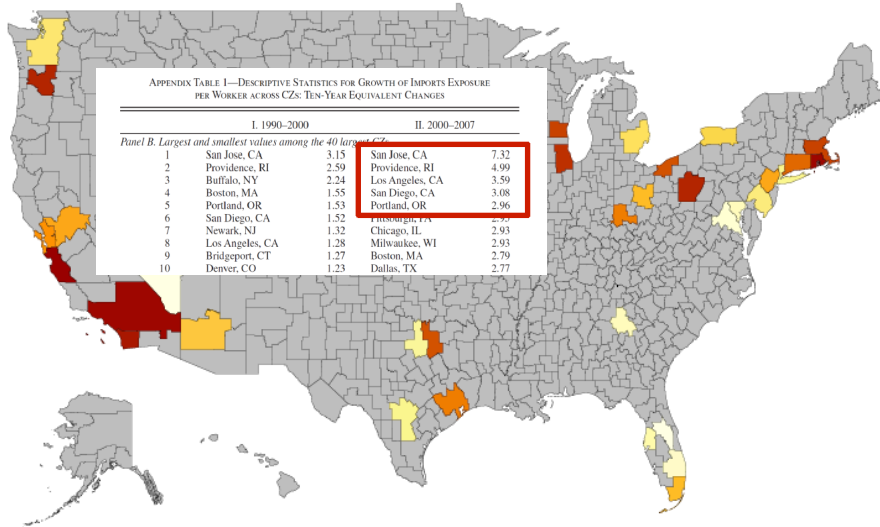 APPENDIX TABLE 1—DESCRIPTIVE STATISTICS FOR GROWTH OF IMPORTS EXPOSURE
PER WORKER ACROSS CZS: TEN-YEAR EQUIVALENT CHANGES
I. 1990–2000 II. 2000–2007
Panel B. Largest and smallest values among the 40 largest CZs
1 San Jose, CA 3.15 San Jose, CA 7.32
2 Providence, RI 2.59 Providence, RI 4.99
3 Buffalo, NY 2.24 Los Angeles, CA 3.59
4 Boston, MA 1.55 San Diego, CA 3.08
5 Portland, OR 1.53 Portland, OR 2.96
6 San Diego, CA 1.52 Pittsburgh, PA 2.95
7 Newark, NJ 1.32 Chicago, IL 2.93
8 Los Angeles, CA 1.28 Milwaukee, WI 2.93
9 Bridgeport, CT 1.27 Boston, MA 2.79
10 Denver, CO 1.23 Dallas, TX 2.77